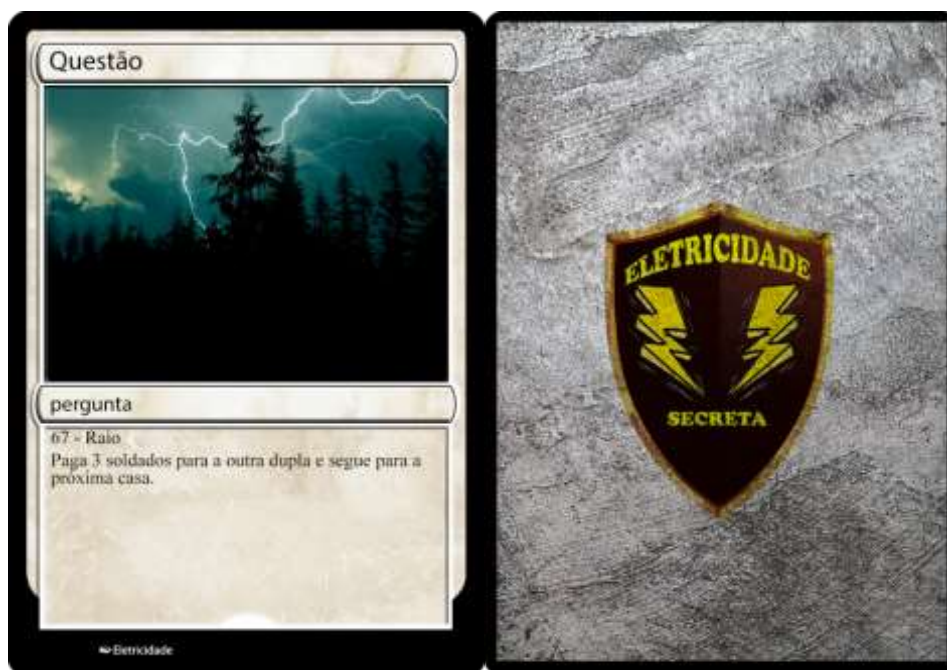 Questão
pergunta
67 - Raio
Paga 3 soldados para a outra dupla e segue para a
próxima casa.
Eletricidade
ELETRICIDADE
SECRETA